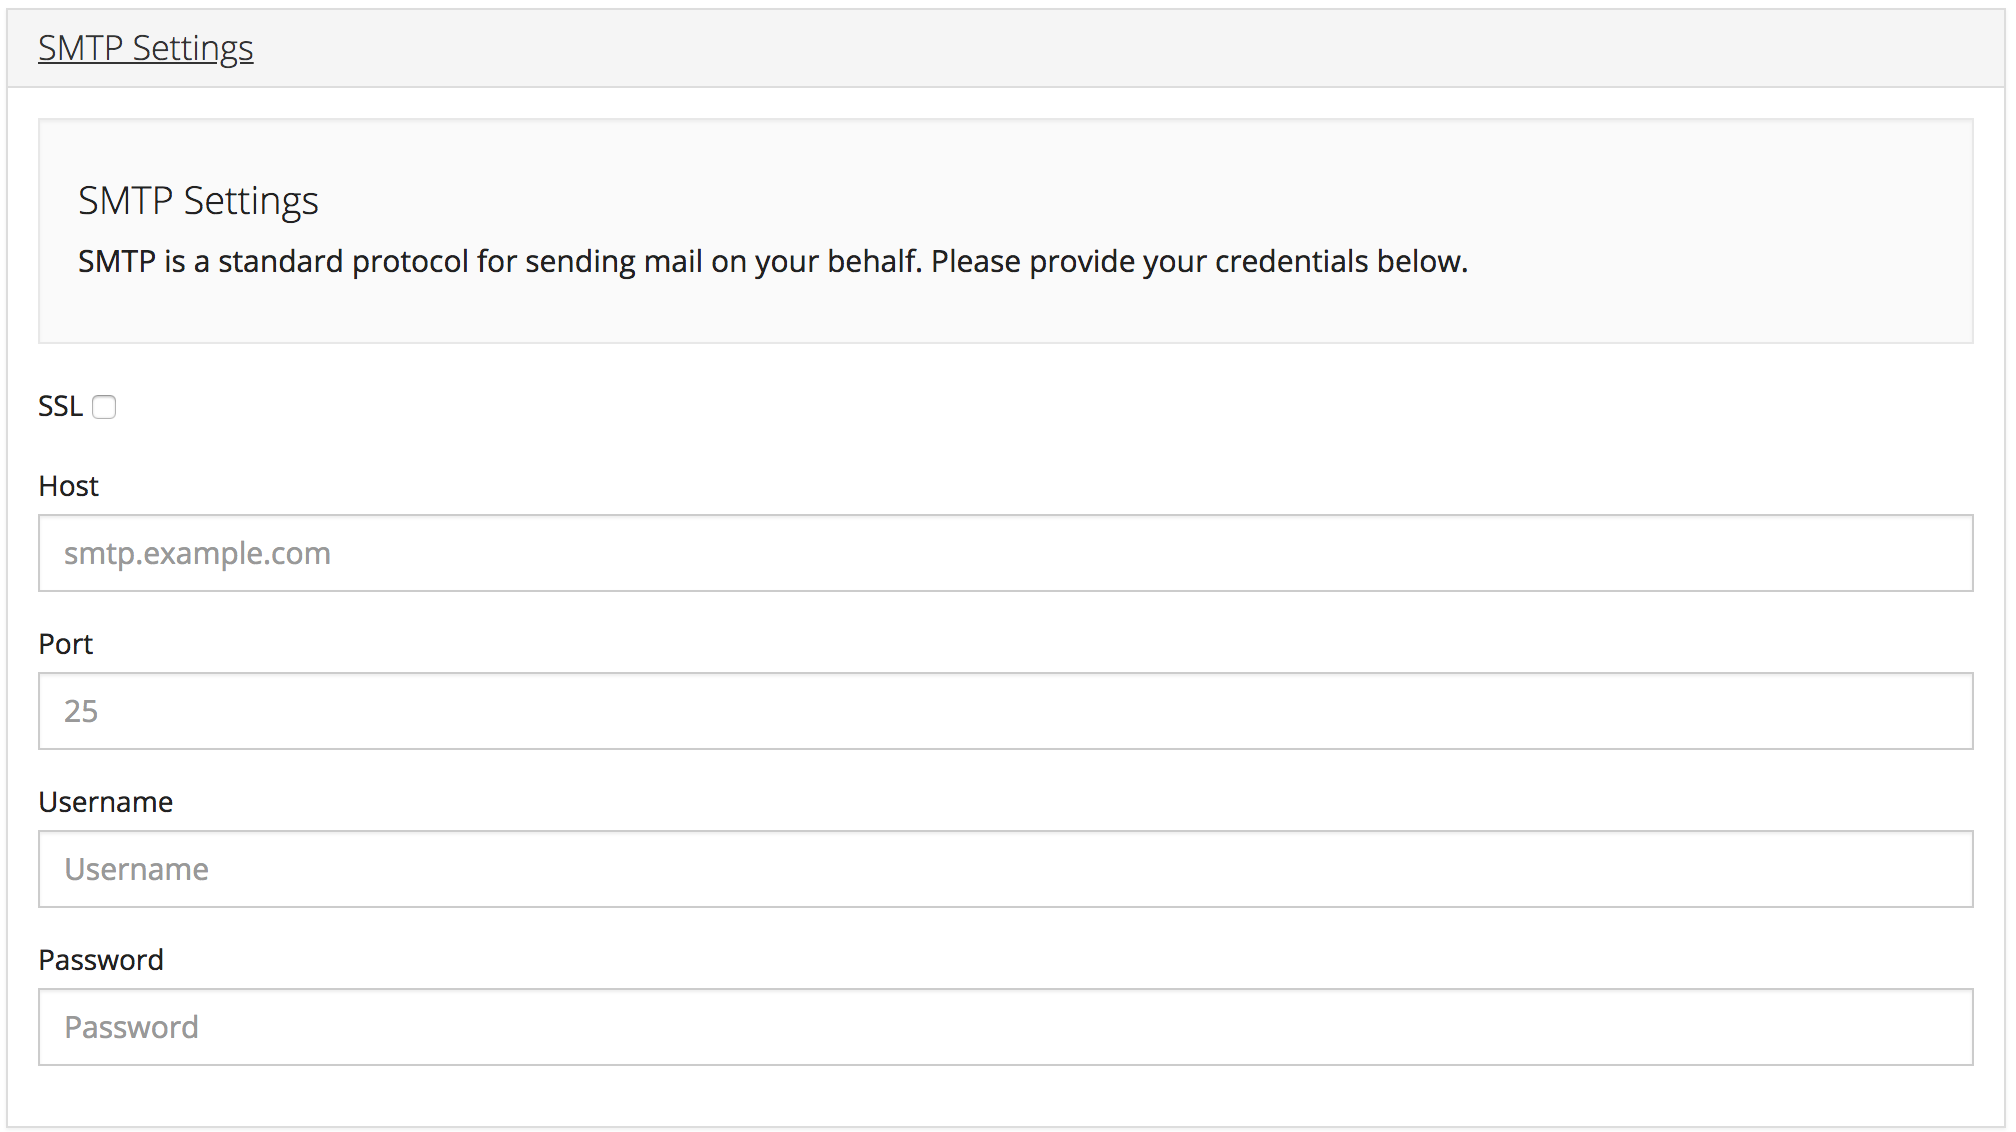 SMTP Settings
SMTP Settings
SMTP is a standard protocol for sending mail on your behalf. Please provide your credentials below.
SSL
Host
smtp.example.com
Port
25
Username
Username
Password
Password